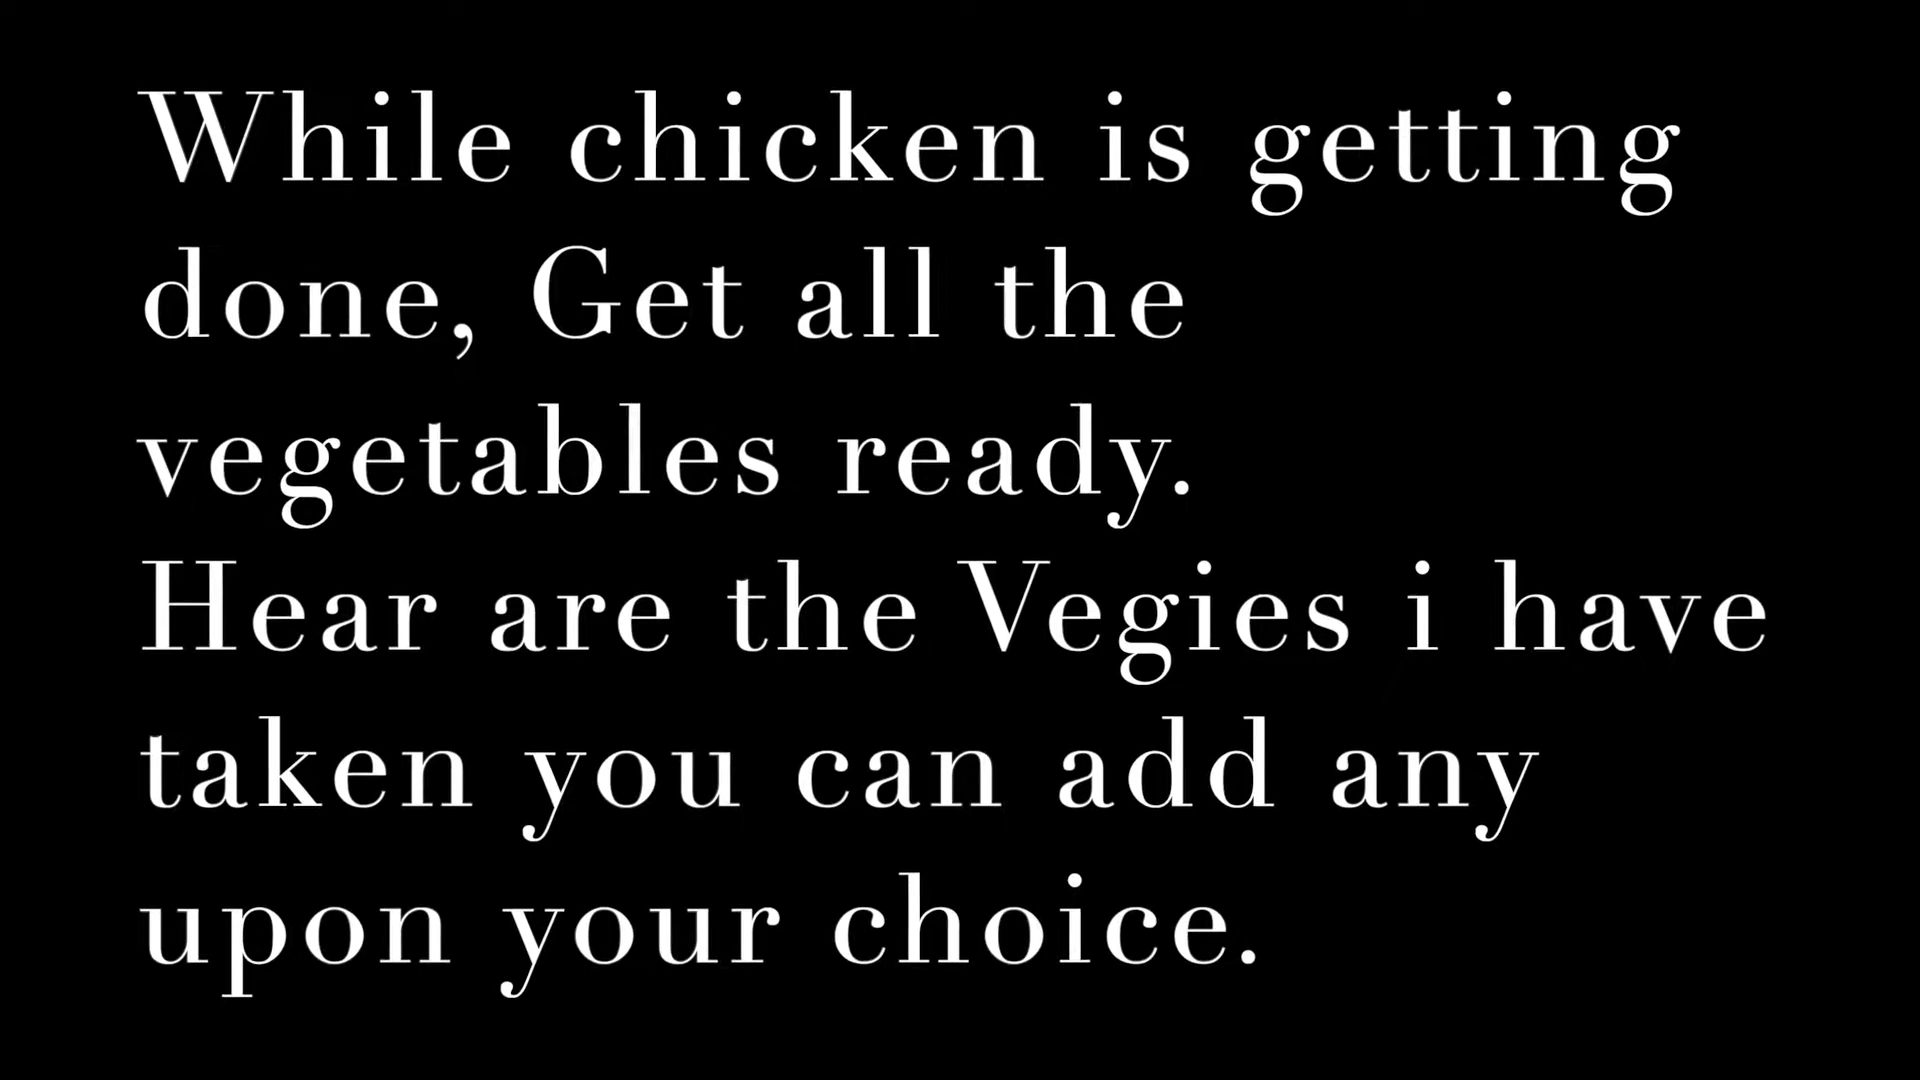 While chicken is getting
done, Get all the
vegetables ready.
Hear are the Vegies i have
taken you can add any
upon your choice.